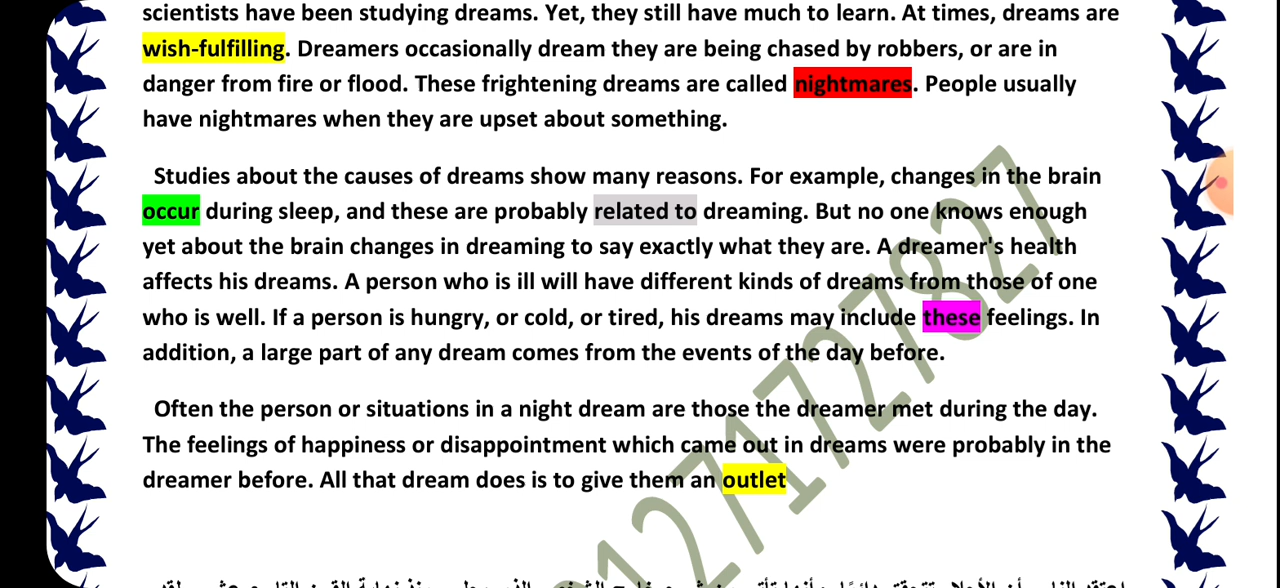 scientists have been studying dreams. Yet, they still have much to learn. At times, dreams are
wish-fulfilling. Dreamers occasionally dream they are being chased by robbers, or are in
danger from fire or flood. These frightening dreams are called nightmares. People usually
have nightmares when they are upset about something.
Studies about the causes of dreams show many reasons. For example, changes in the brain
occur during sleep, and these are probably related to dreaming. But no one knows enough
yet about the brain changes in dreaming to say exactly what they are. A dreamer's health
affects his dreams. A person who is ill will have different kinds of dreams from those of one
who is well. If a person is hungry, or cold, or tired, his dreams may include these feelings. In
addition, a large part of any dream comes from the events of the day before.
Often the person or situations in a night dream are those the dreamer met during the day.
The feelings of happiness or disappointment which came out in dreams were probably in the
dreamer before. All that dream does is to give them an outlet